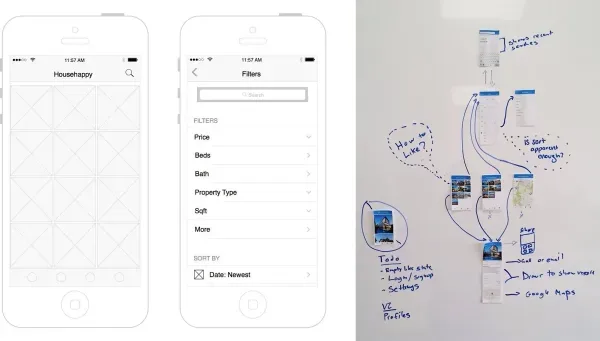 11:57 AM
Househappy
11:57 AM
Filters
Search
FILTERS
Price
Beds
Bath
Property Type
Sqft
More
SORT BY
Date: Newest
Shows recent
searches
How to
Like?
Is sort
apparent
enough?
Share
Call or email
Draw to show more
Google Maps
Todo
- Empty like state
- Login/signup
- Settings
V2
Profiles